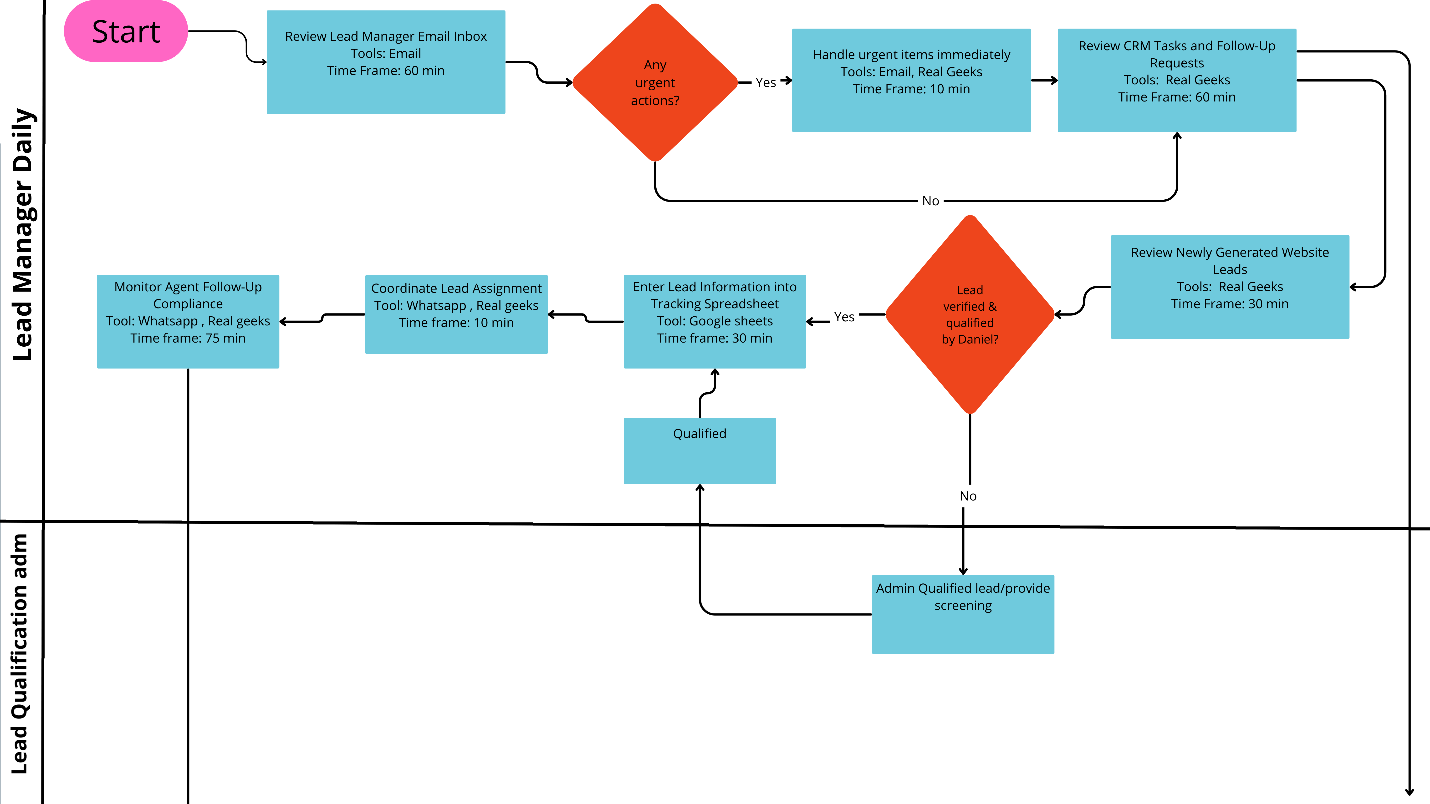 Lead Manager Daily
Start
Review Lead Manager Email Inbox
Tools: Email
Time Frame: 60 min
Any
urgent
actions?
Yes
Handle urgent items immediately
Tools: Email, Real Geeks
Time Frame: 10 min
Review CRM Tasks and Follow-Up
Requests
Tools:  Real Geeks
Time Frame: 60 min
No
Review Newly Generated Website
Leads
Tools:  Real Geeks
Time Frame: 30 min
Lead
verified &
qualified
by Daniel?
Yes
Enter Lead Information into
Tracking Spreadsheet
Tool: Google sheets
Time frame: 30 min
Coordinate Lead Assignment
Tool: Whatsapp , Real geeks
Time frame: 10 min
Monitor Agent Follow-Up
Compliance
Tool: Whatsapp , Real geeks
Time frame: 75 min
Qualified
No
Lead Qualification adm
Admin Qualified lead/provide
screening